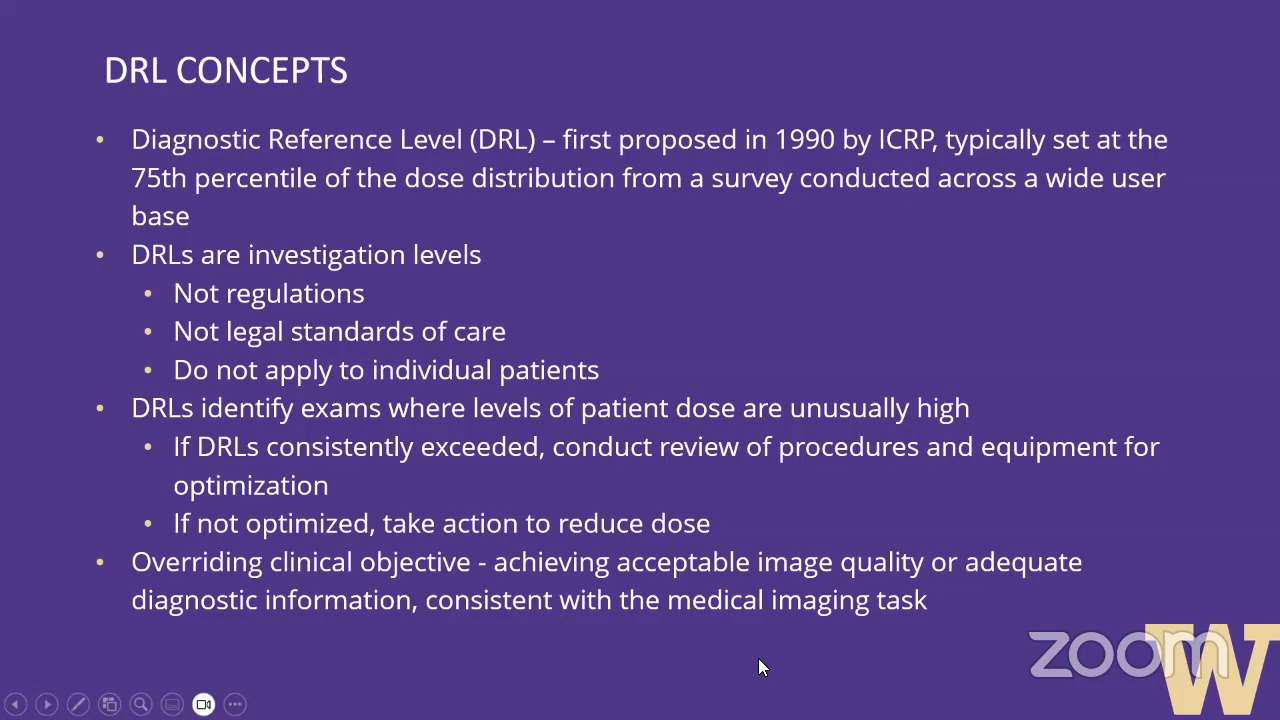 DRL CONCEPTS
• Diagnostic Reference Level (DRL) – first proposed in 1990 by ICRP, typically set at the
75th percentile of the dose distribution from a survey conducted across a wide user
base
• DRLs are investigation levels
• Not regulations
• Not legal standards of care
• Do not apply to individual patients
• DRLs identify exams where levels of patient dose are unusually high
• If DRLs consistently exceeded, conduct review of procedures and equipment for
optimization
• If not optimized, take action to reduce dose
• Overriding clinical objective - achieving acceptable image quality or adequate
diagnostic information, consistent with the medical imaging task
zoom
W